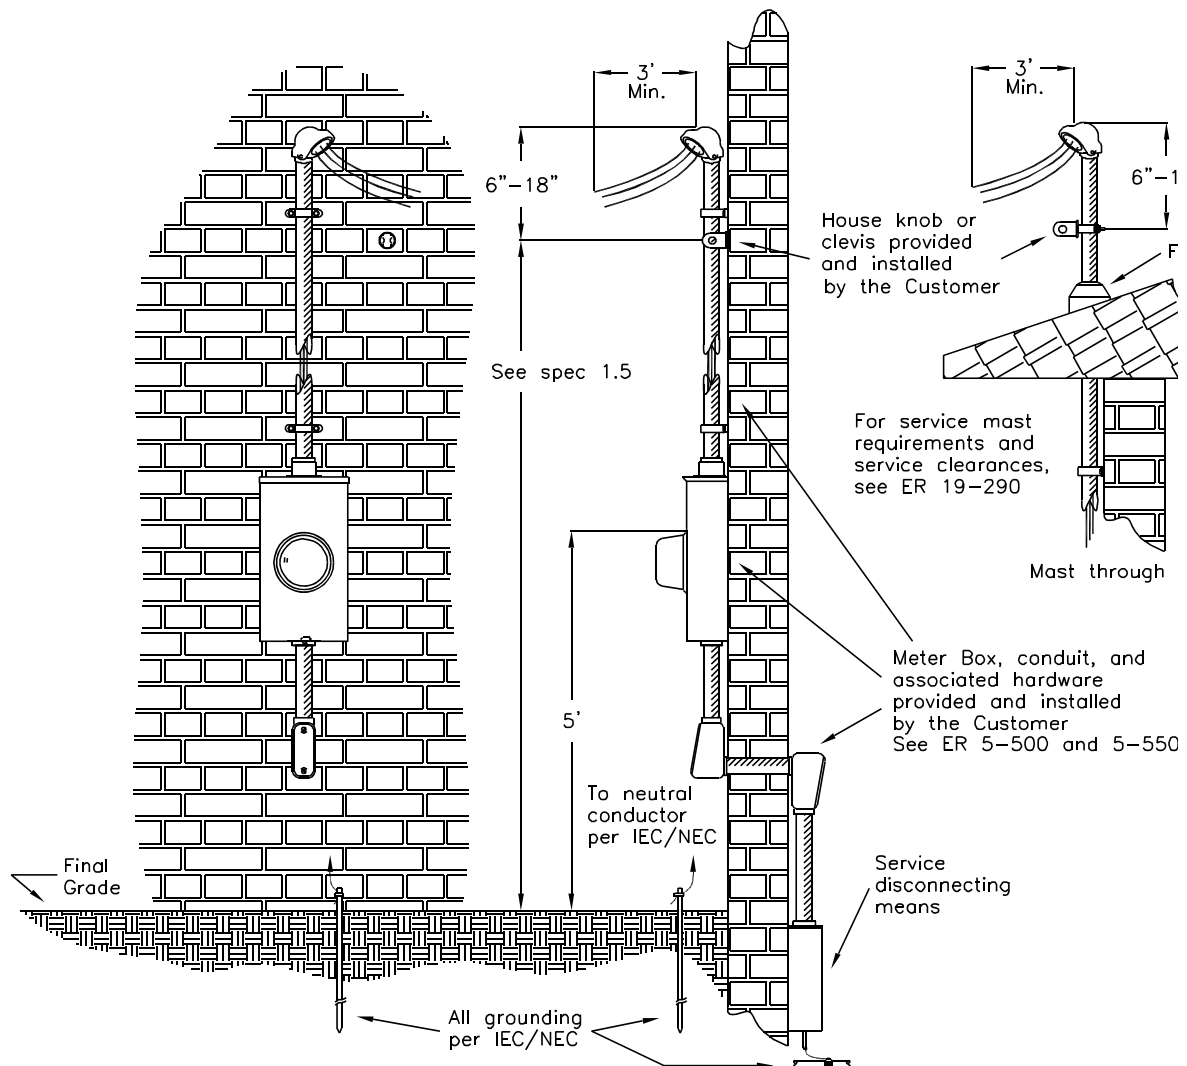 3'
Min.
3'
Min.
6"-18"
6"-1
House knob or
clevis provided
and installed
by the Customer
F
See spec 1.5
For service mast
requirements and
service clearances,
see ER 19-290
Mast through
Meter Box, conduit, and
associated hardware
provided and installed
by the Customer
See ER 5-500 and 5-550
5'
To neutral
conductor
per IEC/NEC
Final
Grade
Service
disconnecting
means
All grounding
per IEC/NEC